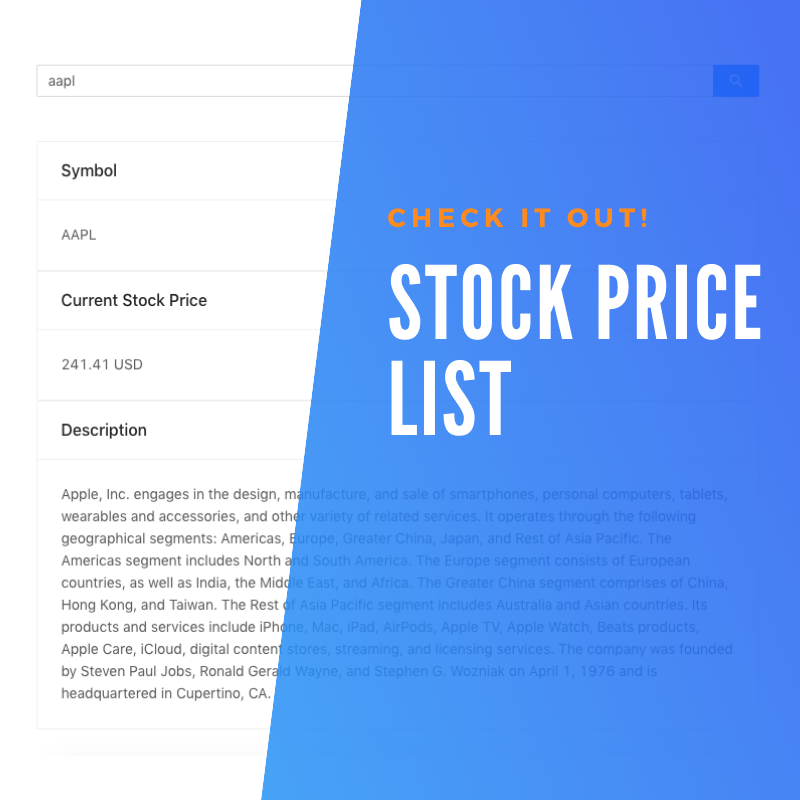 aapl
Symbol
AAPL
Current Stock Price
241.41 USD
Description
Apple, Inc. engages in the design, manufacture, and sale of smartphones, personal computers, tablets,
wearables and accessories, and other variety of related services. It operates through the following
geographical segments: Americas, Europe, Greater China, Japan, and Rest of Asia Pacific. The
Americas segment includes North and South America. The Europe segment consists of European
countries, as well as India, the Middle East, and Africa. The Greater China segment comprises of China,
Hong Kong, and Taiwan. The Rest of Asia Pacific segment includes Australia and Asian countries. Its
products and services include iPhone, Mac, iPad, AirPods, Apple TV, Apple Watch, Beats products,
Apple Care, iCloud, digital content stores, streaming, and licensing services. The company was founded
by Steven Paul Jobs, Ronald Gerald Wayne, and Stephen G. Wozniak on April 1, 1976 and is
headquartered in Cupertino, CA.
CHECK IT OUT!
STOCK PRICE
LIST